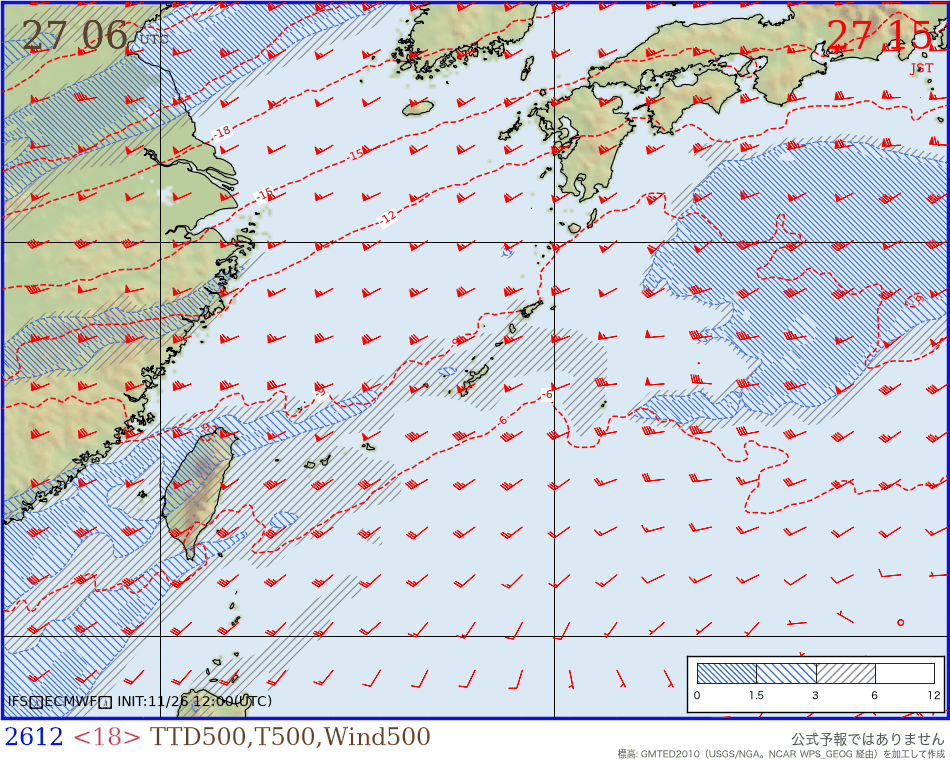 27 06 UTC
27 15 JST
-18
-15
-15
-12
-9
-9
-9
-9
-6
-6
IFS□ECMWF□ INIT:11/26 12:00(UTC)
0 1.5 3 6 12
2612 <18> TTD500,T500,Wind500
公式予報ではありません
標高: GMTED2010（USGS/NGA。NCAR WPS_GEOG 経由）を加工して作成